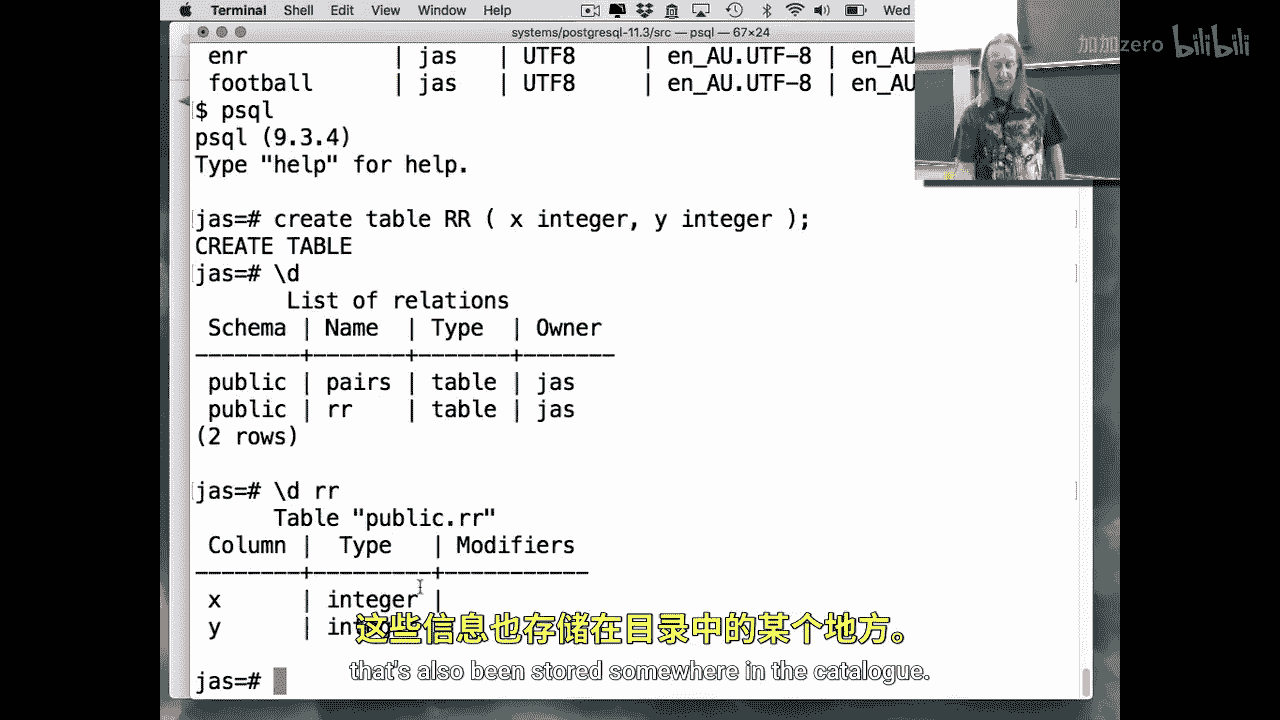 Terminal Shell Edit View Window Help Wed
systems/postgresql-11.3/src — psql — 67×24
加加zero bilibili
enr | jas | UTF8 | en_AU.UTF-8 | en_AU
football | jas | UTF8 | en_AU.UTF-8 | en_AU
$ psql
psql (9.3.4)
Type "help" for help.
jas=# create table RR ( x integer, y integer );
CREATE TABLE
jas=# \d
List of relations
Schema | Name | Type | Owner
--------+-------+-------+-------
public | pairs | table | jas
public | rr | table | jas
(2 rows)
jas=# \d rr
Table "public.rr"
Column | Type | Modifiers
--------+---------+-----------
x | integer |
y | int
这些信息也存储在目录中的某个地方。
that's also been stored somewhere in the catalogue.
jas=#